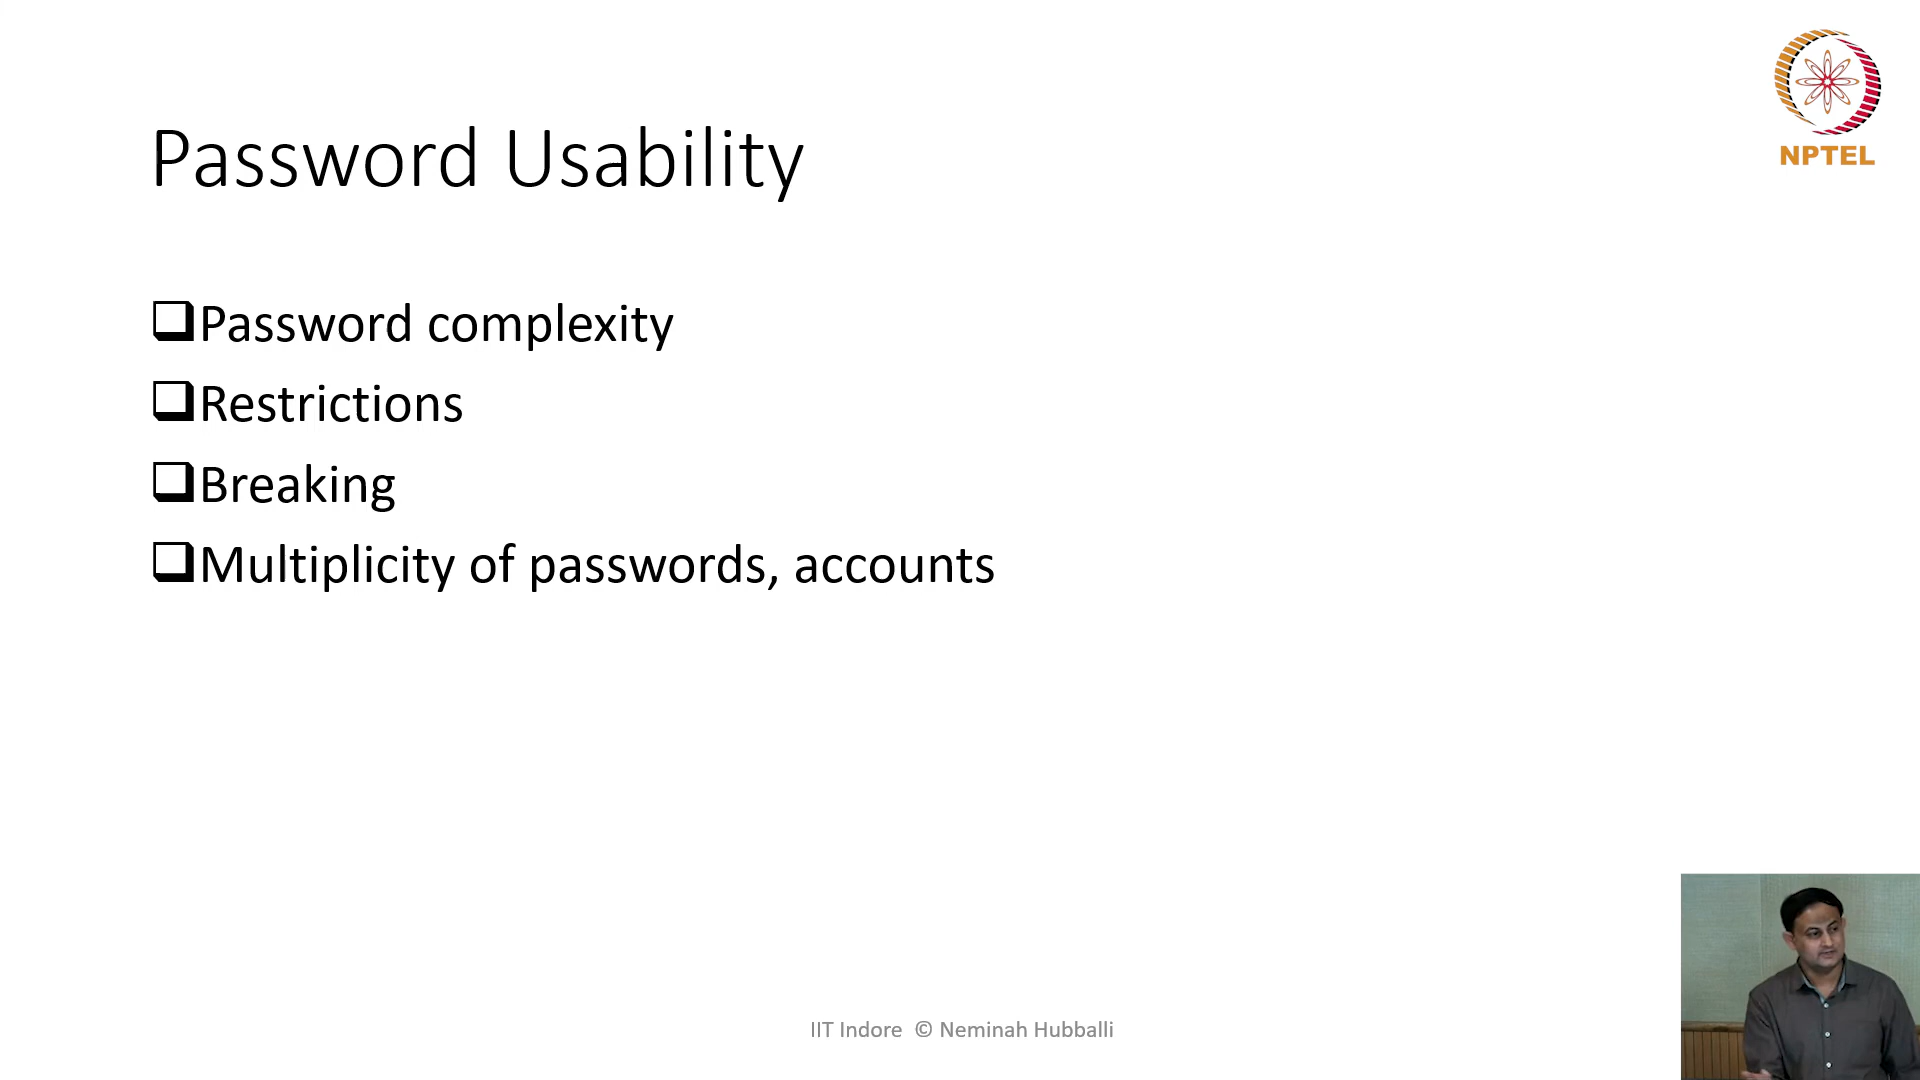 NPTEL
Password Usability
Password complexity
Restrictions
Breaking
Multiplicity of passwords, accounts
IIT Indore © Neminah Hubballi